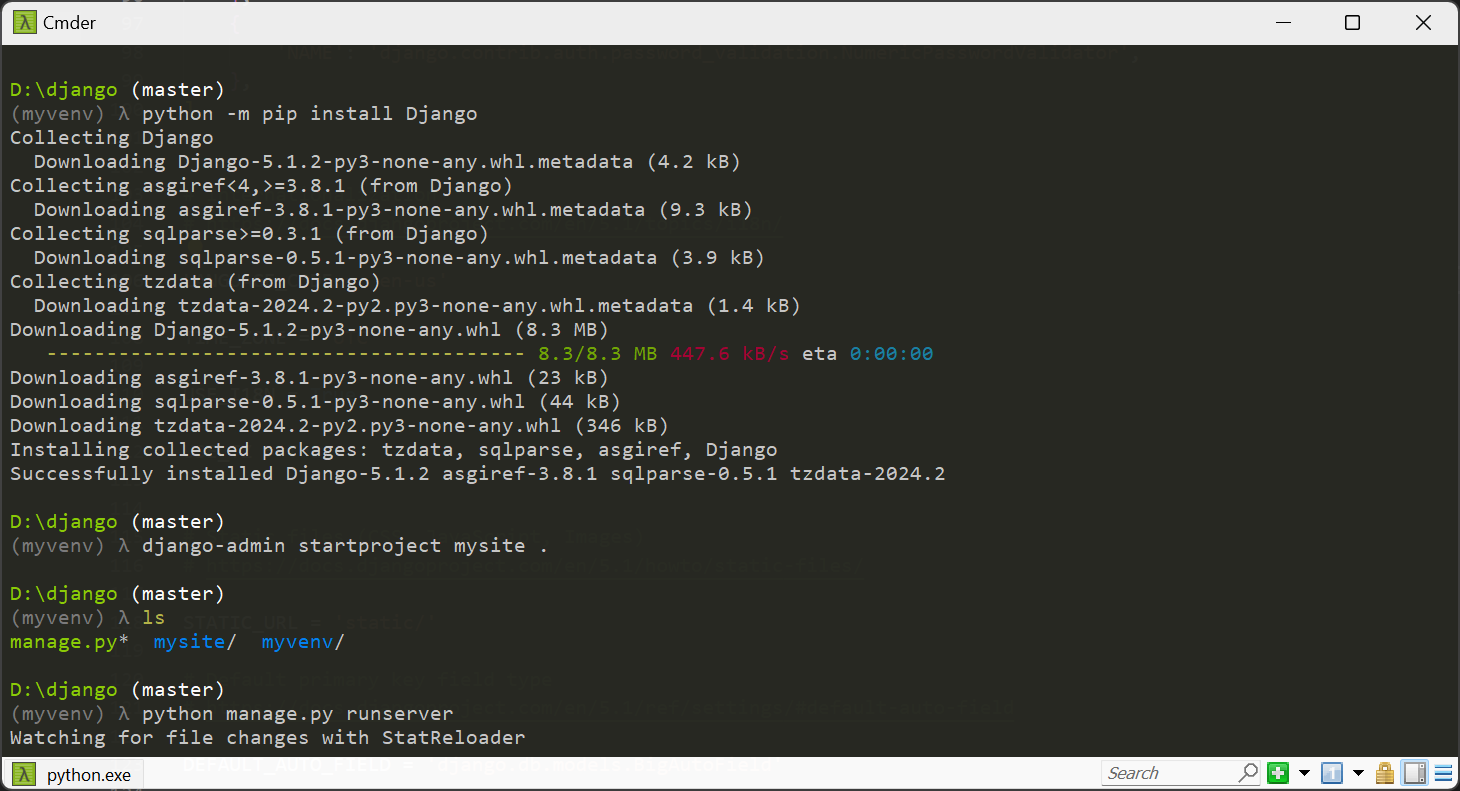 Cmder
D:\django (master)
(myvenv) λ python -m pip install Django
Collecting Django
  Downloading Django-5.1.2-py3-none-any.whl.metadata (4.2 kB)
Collecting asgiref<4,>=3.8.1 (from Django)
  Downloading asgiref-3.8.1-py3-none-any.whl.metadata (9.3 kB)
Collecting sqlparse>=0.3.1 (from Django)
  Downloading sqlparse-0.5.1-py3-none-any.whl.metadata (3.9 kB)
Collecting tzdata (from Django)
  Downloading tzdata-2024.2-py2.py3-none-any.whl.metadata (1.4 kB)
Downloading Django-5.1.2-py3-none-any.whl (8.3 MB)
   ---------------------------------------- 8.3/8.3 MB 447.6 kB/s eta 0:00:00
Downloading asgiref-3.8.1-py3-none-any.whl (23 kB)
Downloading sqlparse-0.5.1-py3-none-any.whl (44 kB)
Downloading tzdata-2024.2-py2.py3-none-any.whl (346 kB)
Installing collected packages: tzdata, sqlparse, asgiref, Django
Successfully installed Django-5.1.2 asgiref-3.8.1 sqlparse-0.5.1 tzdata-2024.2
D:\django (master)
(myvenv) λ django-admin startproject mysite .
D:\django (master)
(myvenv) λ ls
manage.py*  mysite/  myvenv/
D:\django (master)
(myvenv) λ python manage.py runserver
Watching for file changes with StatReloader
python.exe
Search
1